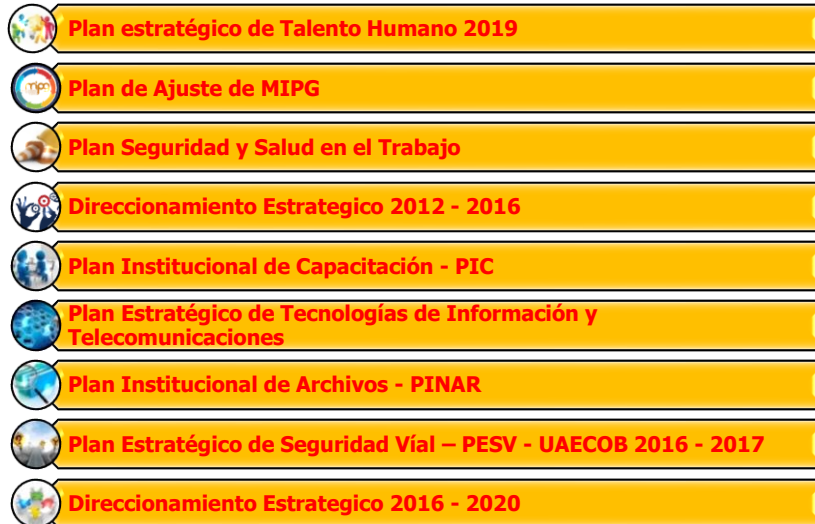 Plan estratégico de Talento Humano 2019
Plan de Ajuste de MIPG
Plan Seguridad y Salud en el Trabajo
Direccionamiento Estrategico 2012 - 2016
Plan Institucional de Capacitación - PIC
Plan Estratégico de Tecnologías de Información y
Telecomunicaciones
Plan Institucional de Archivos - PINAR
Plan Estratégico de Seguridad Víal – PESV - UAECOB 2016 - 2017
Direccionamiento Estrategico 2016 - 2020